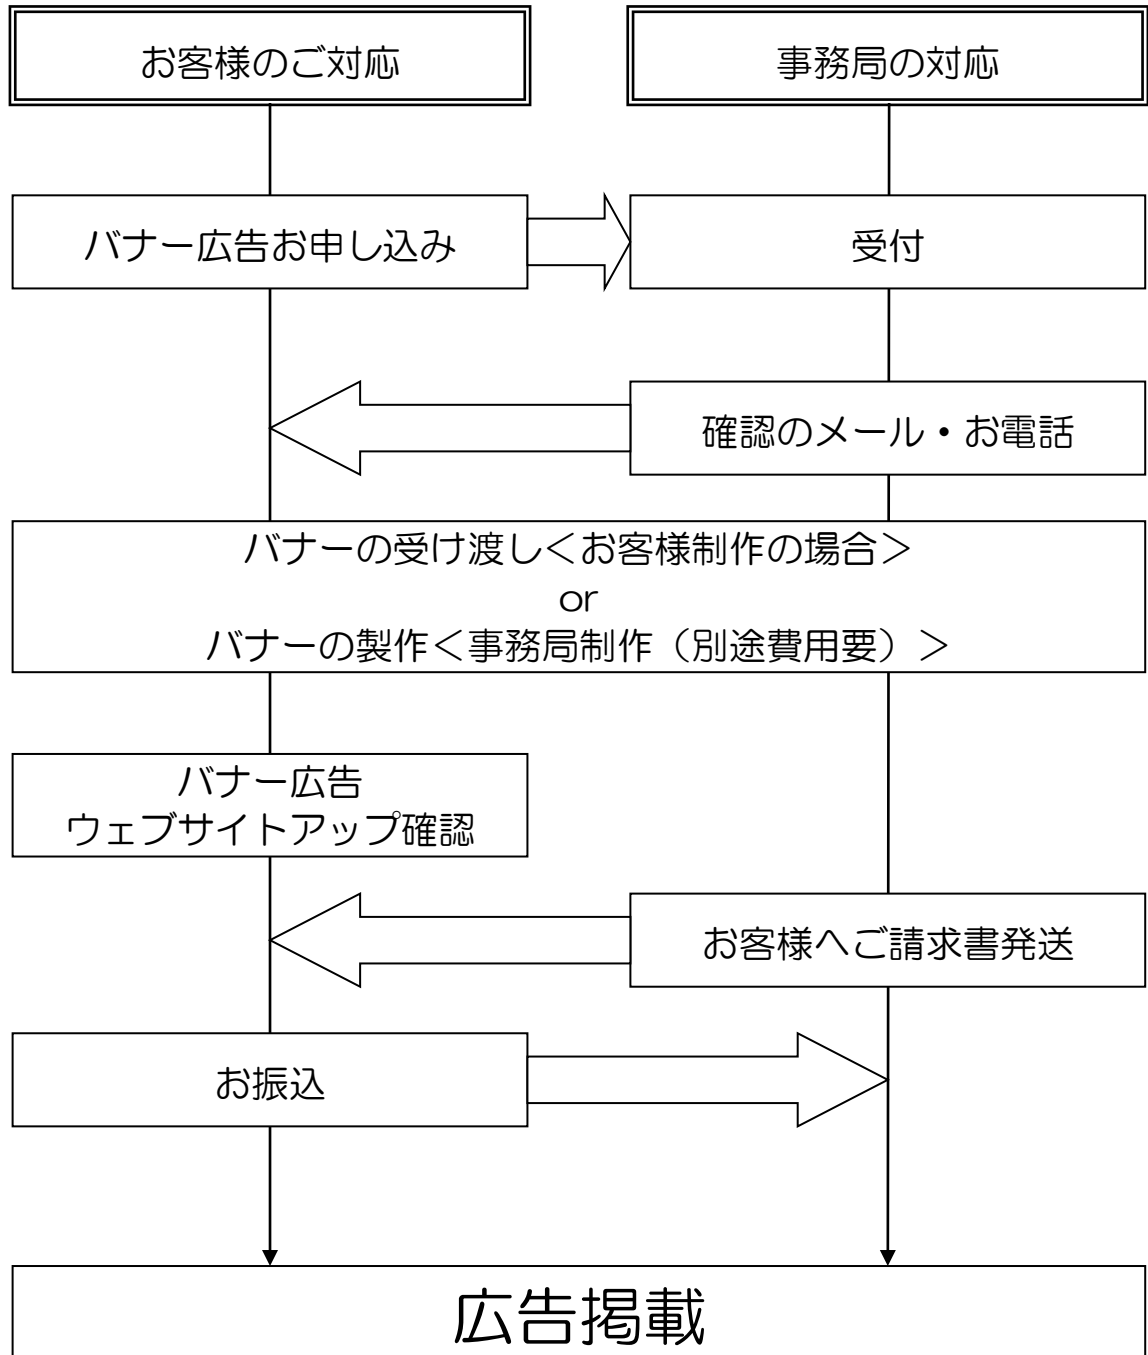 お客様のご対応
事務局の対応
バナー広告お申し込み
受付
確認のメール・お電話
バナーの受け渡し＜お客様制作の場合＞
or
バナーの製作＜事務局制作（別途費用要）＞
バナー広告
ウェブサイトアップ確認
お客様へご請求書発送
お振込
広告掲載